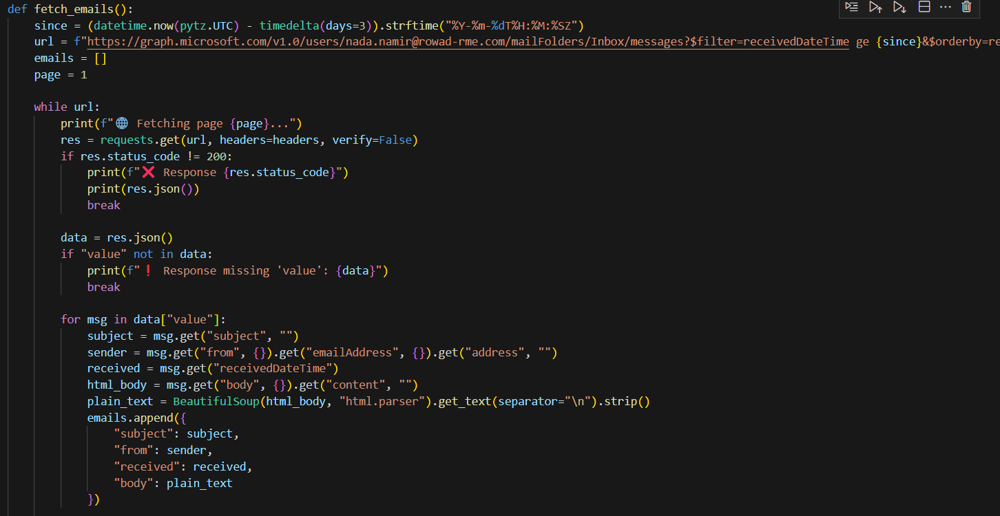 def fetch_emails():
    since = (datetime.now(pytz.UTC) - timedelta(days=3)).strftime("%Y-%m-%dT%H:%M:%SZ")
    url = f"https://graph.microsoft.com/v1.0/users/nada.namir@rowad-rme.com/mailFolders/Inbox/messages?$filter=receivedDateTime ge {since}&$orderby=re
    emails = []
    page = 1

    while url:
        print(f"🌐 Fetching page {page}...")
        res = requests.get(url, headers=headers, verify=False)
        if res.status_code != 200:
            print(f"❌ Response {res.status_code}")
            print(res.json())
            break

        data = res.json()
        if "value" not in data:
            print(f"❗ Response missing 'value': {data}")
            break

        for msg in data["value"]:
            subject = msg.get("subject", "")
            sender = msg.get("from", {}).get("emailAddress", {}).get("address", "")
            received = msg.get("receivedDateTime")
            html_body = msg.get("body", {}).get("content", "")
            plain_text = BeautifulSoup(html_body, "html.parser").get_text(separator="\n").strip()
            emails.append({
                "subject": subject,
                "from": sender,
                "received": received,
                "body": plain_text
            })